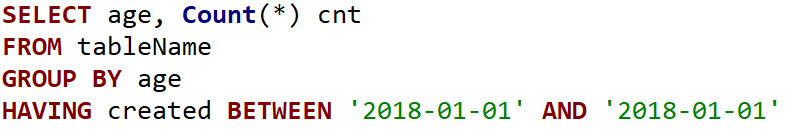 SELECT age, Count(*) cnt
FROM tableName
GROUP BY age
HAVING created BETWEEN '2018-01-01' AND '2018-01-01'